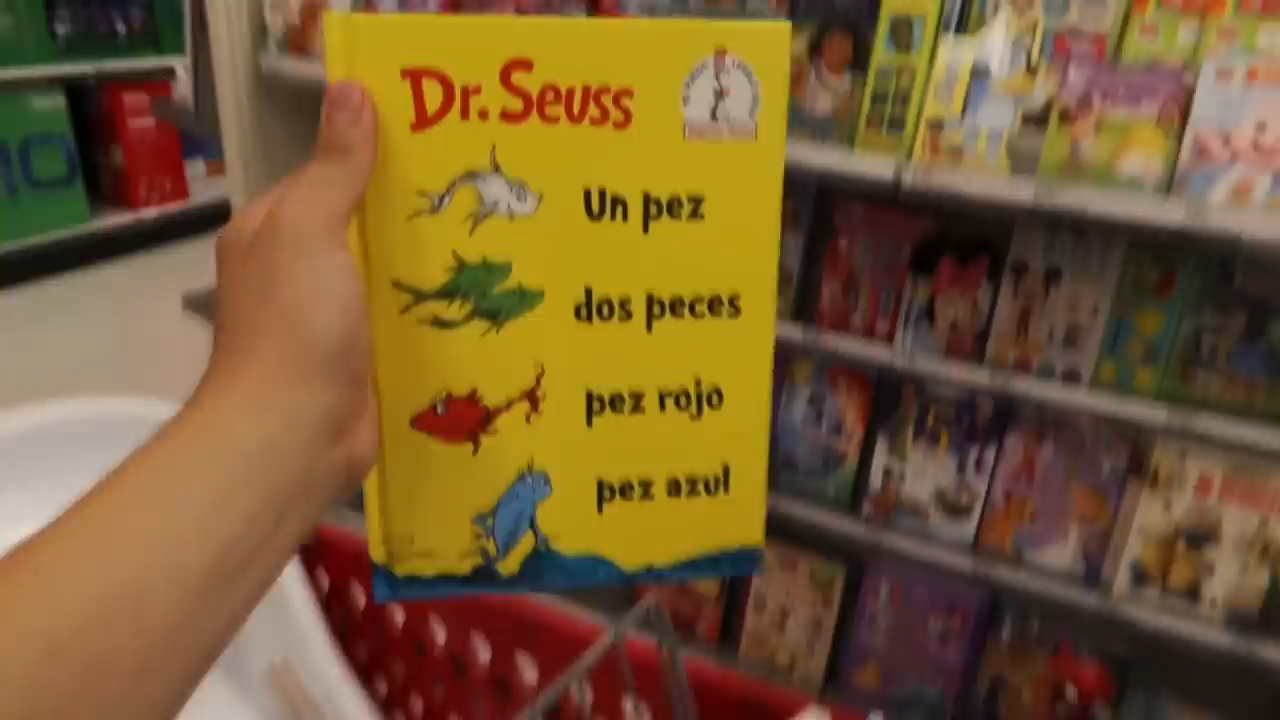 Dr. Seuss
Un pez
dos peces
pez rojo
pez azul